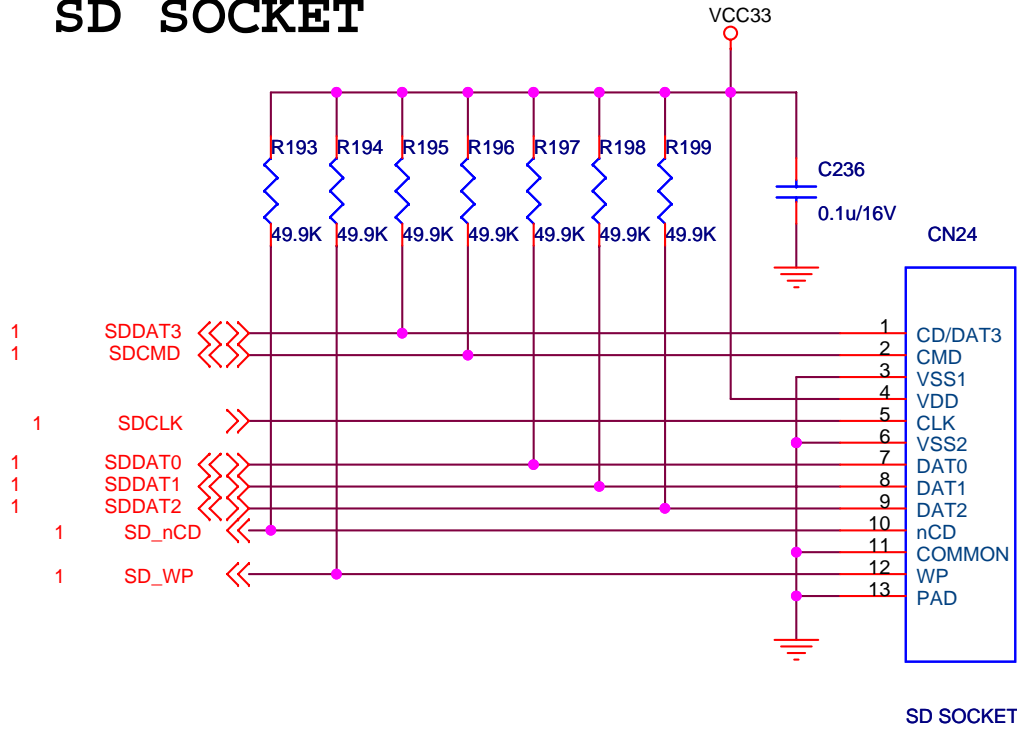 SD SOCKET
VCC33
R193 R194 R195 R196 R197 R198 R199
C236
0.1u/16V
49.9K 49.9K 49.9K 49.9K 49.9K 49.9K 49.9K
CN24
1 SDDAT3 1 CD/DAT3
1 SDCMD 2 CMD
3 VSS1
4 VDD
1 SDCLK 5 CLK
6 VSS2
1 SDDAT0 7 DAT0
1 SDDAT1 8 DAT1
1 SDDAT2 9 DAT2
1 SD_nCD 10 nCD
11 COMMON
1 SD_WP 12 WP
13 PAD
SD SOCKET